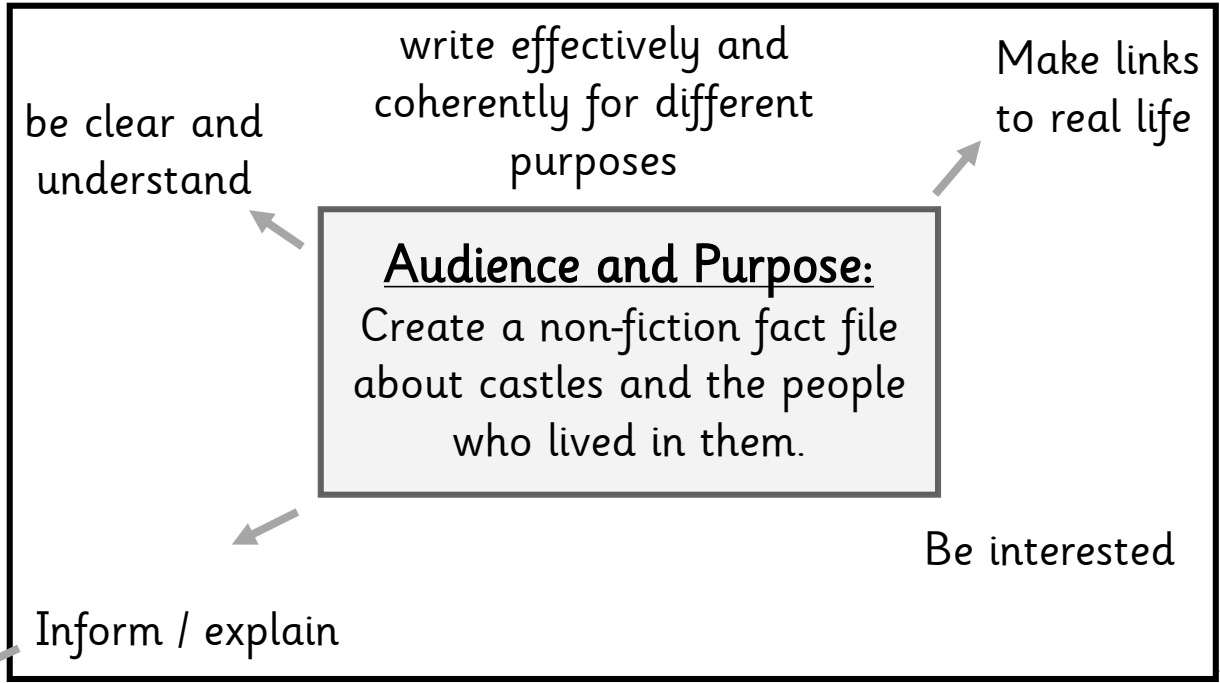 write effectively and
coherently for different
purposes
Make links
to real life
be clear and
understand
Audience and Purpose:
Create a non-fiction fact file
about castles and the people
who lived in them.
Be interested
Inform / explain